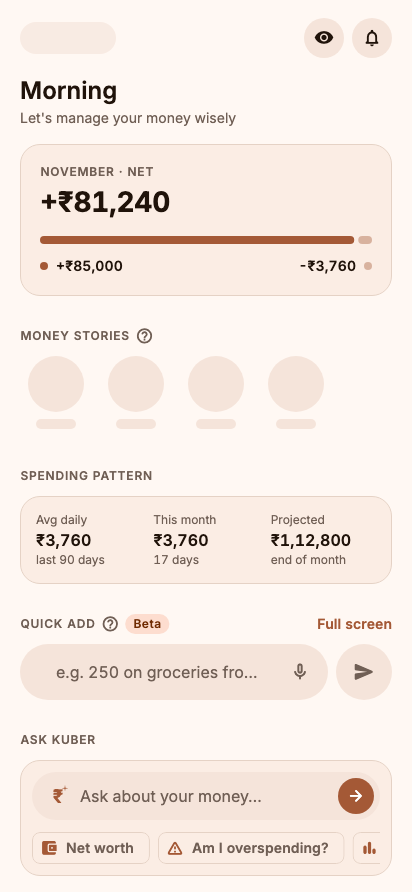 Morning
Let's manage your money wisely
NOVEMBER · NET
+₹81,240
+₹85,000 -₹3,760
MONEY STORIES
SPENDING PATTERN
Avg daily This month Projected
₹3,760 ₹3,760 ₹1,12,800
last 90 days 17 days end of month
QUICK ADD Beta Full screen
e.g. 250 on groceries fro...
ASK KUBER
Ask about your money...
Net worth Am I overspending?